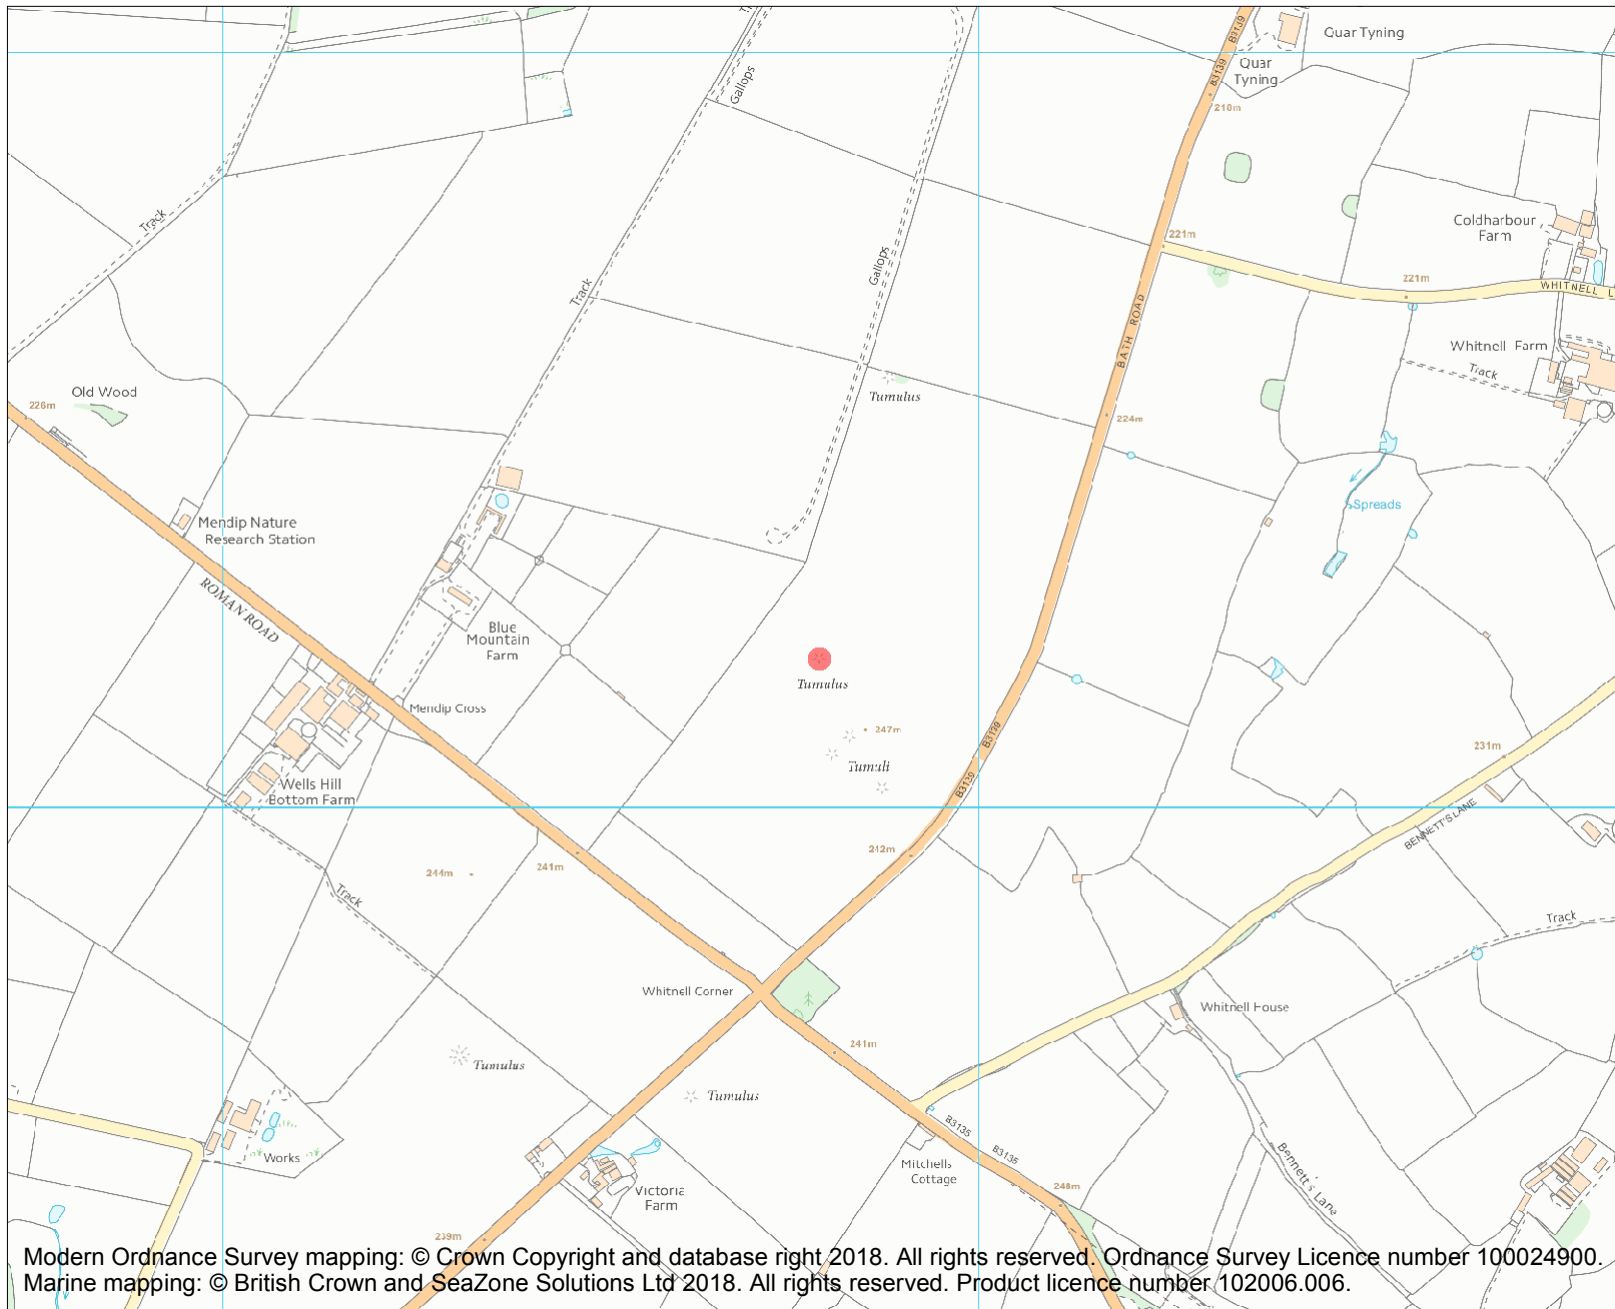 Quar Tyning
B3139
Quar
Tyning
B3139
218m
Gallops
Track
Coldharbour
Farm
221m
Gallops
221m
WHITNELL L
Track
BATH ROAD
Whitnell Farm
Track
Old Wood
226m
Tumulus
224m
Spreads
Mendip Nature
Research Station
ROMAN ROAD
Blue
Mountain
Farm
Tumulus
Mendip Cross
247m
B3139
231m
Tumuli
B3139
Wells Hill
Bottom Farm
BENNETT'S LANE
242m
241m
244m
Track
Track
Whitnell Corner
Whitnell House
241m
Tumulus
Tumulus
B3135
B3135
Works
Mitchells
Cottage
Bennett's Lane
Victoria
Farm
248m
239m
Modern Ordnance Survey mapping: © Crown Copyright and database right 2018. All rights reserved. Ordnance Survey Licence number 100024900.
Marine mapping: © British Crown and SeaZone Solutions Ltd 2018. All rights reserved. Product licence number 102006.006.